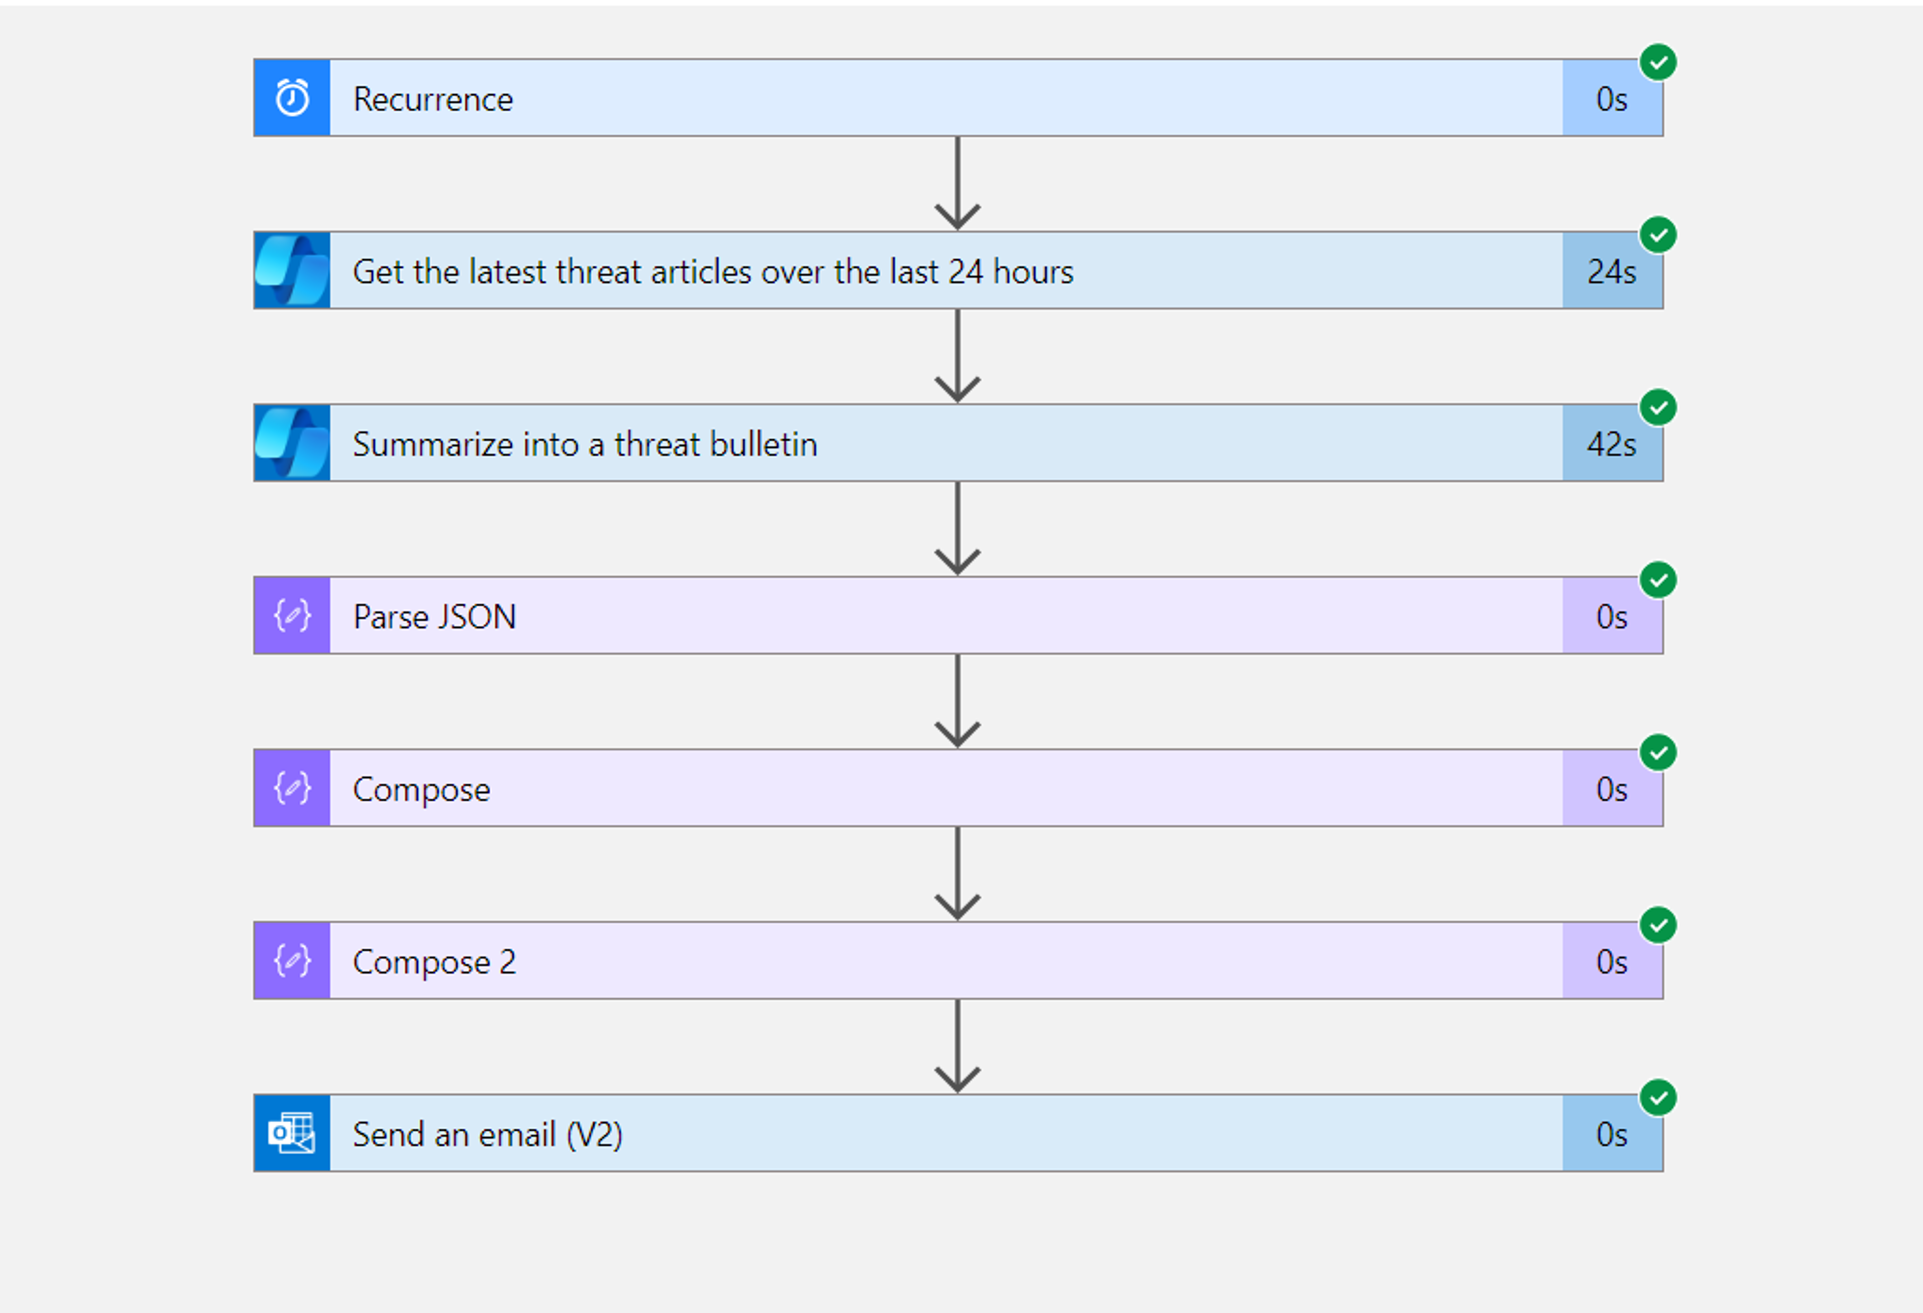 Recurrence 0s
Get the latest threat articles over the last 24 hours 24s
Summarize into a threat bulletin 42s
Parse JSON 0s
Compose 0s
Compose 2 0s
Send an email (V2) 0s